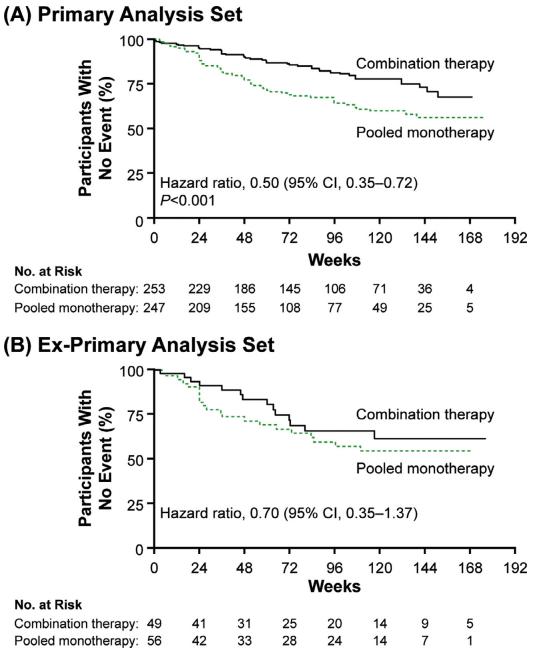 (A) Primary Analysis Set
Participants With
No Event (%)
100
75
50
25
0
Combination therapy
Pooled monotherapy
Hazard ratio, 0.50 (95% CI, 0.35–0.72)
P<0.001
0 24 48 72 96 120 144 168 192
Weeks
No. at Risk
Combination therapy: 253 229 186 145 106 71 36 4
Pooled monotherapy: 247 209 155 108 77 49 25 5
(B) Ex-Primary Analysis Set
Participants With
No Event (%)
100
75
50
25
0
Combination therapy
Pooled monotherapy
Hazard ratio, 0.70 (95% CI, 0.35–1.37)
0 24 48 72 96 120 144 168 192
Weeks
No. at Risk
Combination therapy: 49 41 31 25 20 14 9 5
Pooled monotherapy: 56 42 33 28 24 14 7 1